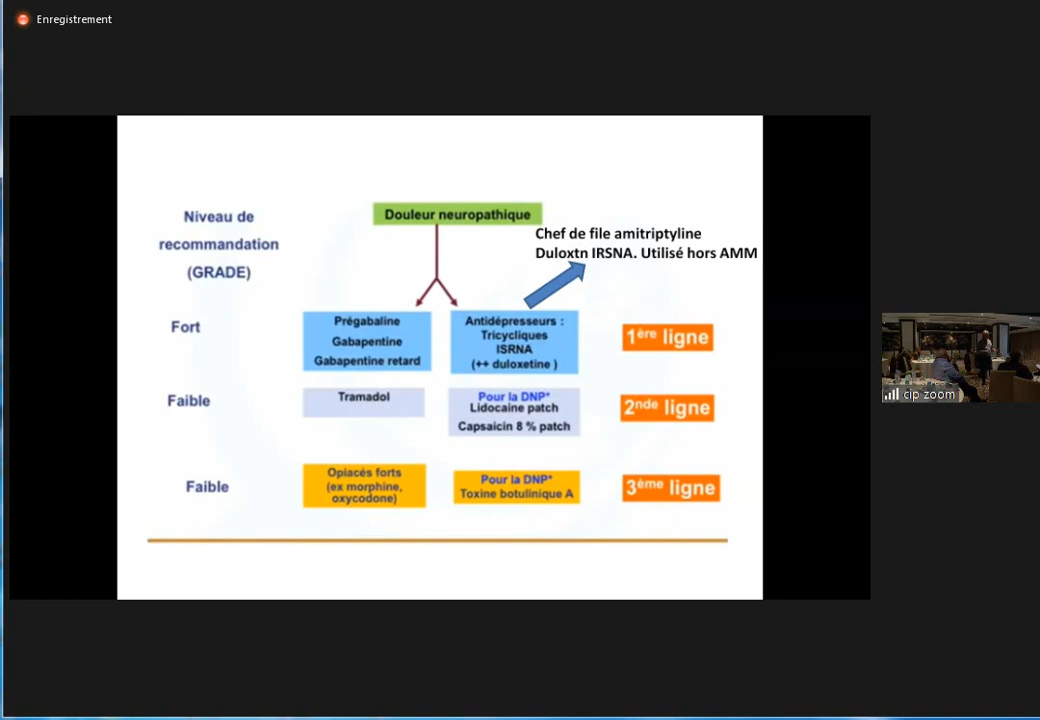 Enregistrement
Douleur neuropathique
Niveau de
recommandation
(GRADE)
Chef de file amitriptyline
Duloxtn IRSNA. Utilisé hors AMM
Fort
Prégabaline
Gabapentine
Gabapentine retard
Antidépresseurs :
Tricycliques
ISRNA
(++ duloxetine )
1ère ligne
Faible
Tramadol
Pour la DNP*
Lidocaine patch
Capsaicin 8 % patch
2nde ligne
Faible
Opiacés forts
(ex morphine,
oxycodone)
Pour la DNP*
Toxine botulinique A
3ème ligne
cip zoom